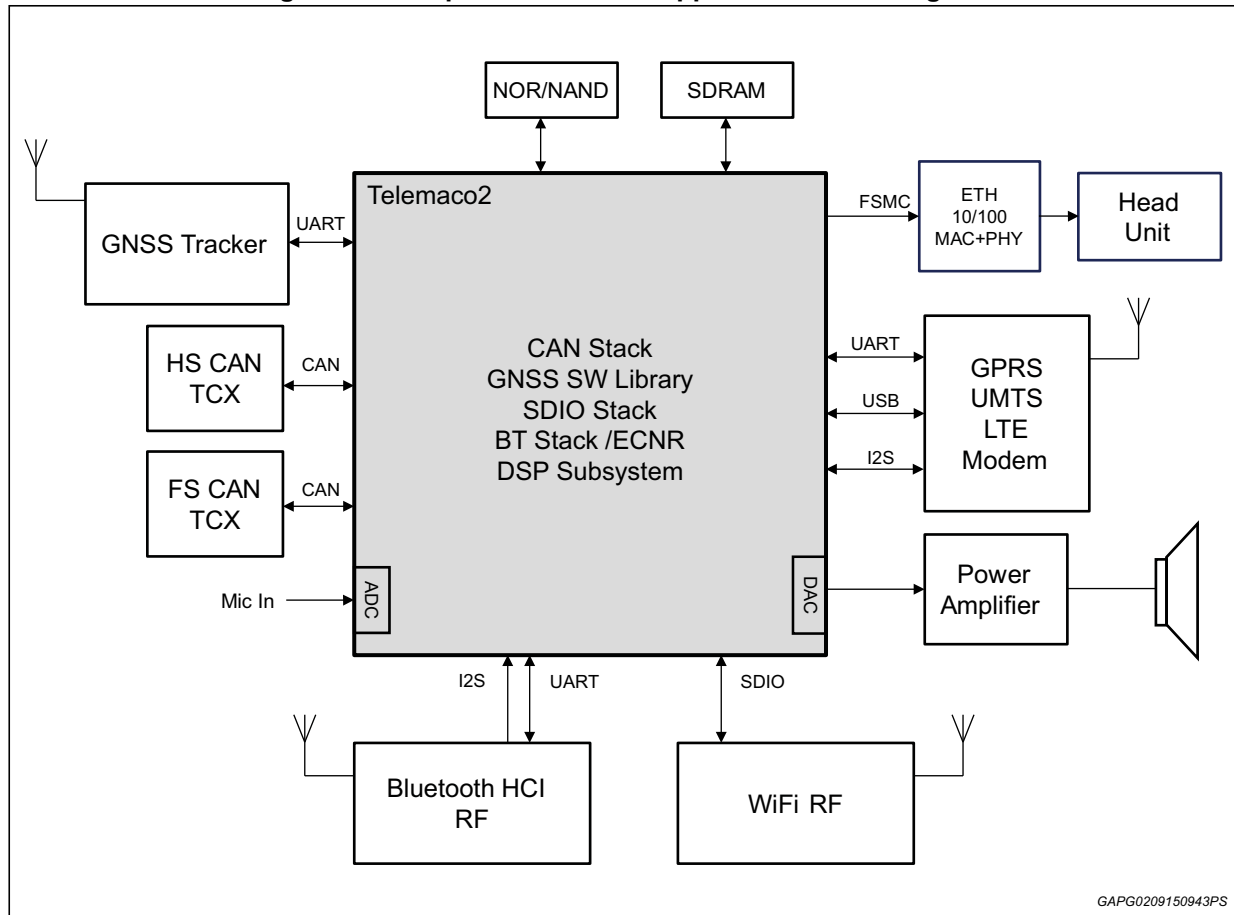 NOR/NAND
SDRAM
Telemaco2
FSMC
ETH
10/100
MAC+PHY
Head
Unit
GNSS Tracker
UART
HS CAN
TCX
CAN
FS CAN
TCX
CAN
CAN Stack
GNSS SW Library
SDIO Stack
BT Stack /ECNR
DSP Subsystem
UART
USB
I2S
GPRS
UMTS
LTE
Modem
Mic In
ADC
DAC
Power
Amplifier
I2S
UART
SDIO
Bluetooth HCI
RF
WiFi RF
GAPG0209150943PS